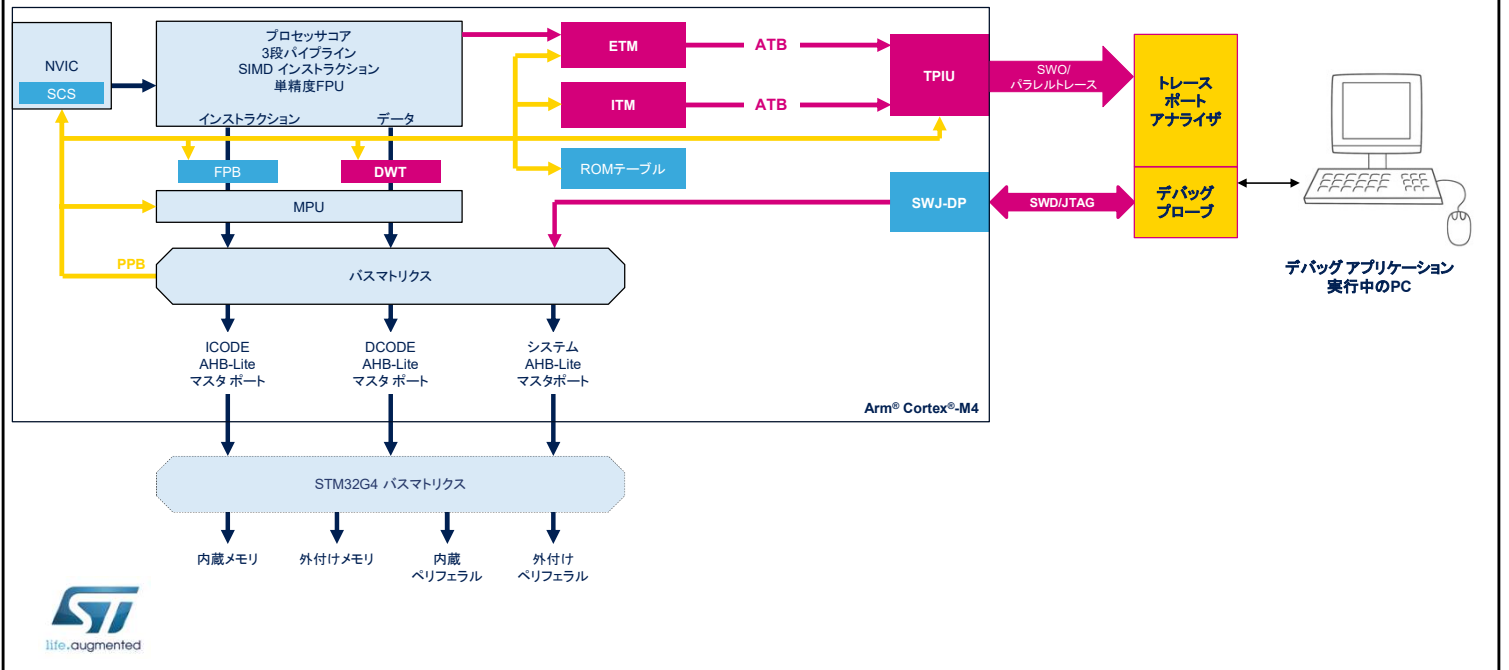 NVIC
SCS
プロセッサコア
3段パイプライン
SIMD インストラクション
単精度FPU
インストラクション
データ
FPB
DWT
MPU
PPB
バスマトリクス
ETM
ATB
ITM
ATB
ROMテーブル
TPIU
SWJ-DP
SWO/
パラレルトレース
SWD/JTAG
トレース
ポート
アナライザ
デバッグ
プローブ
デバッグ アプリケーション
実行中のPC
ICODE
AHB-Lite
マスタ ポート
DCODE
AHB-Lite
マスタ ポート
システム
AHB-Lite
マスタポート
Arm® Cortex®-M4
STM32G4 バスマトリクス
内蔵メモリ
外付けメモリ
内蔵
ペリフェラル
外付け
ペリフェラル
ST
life.augmented